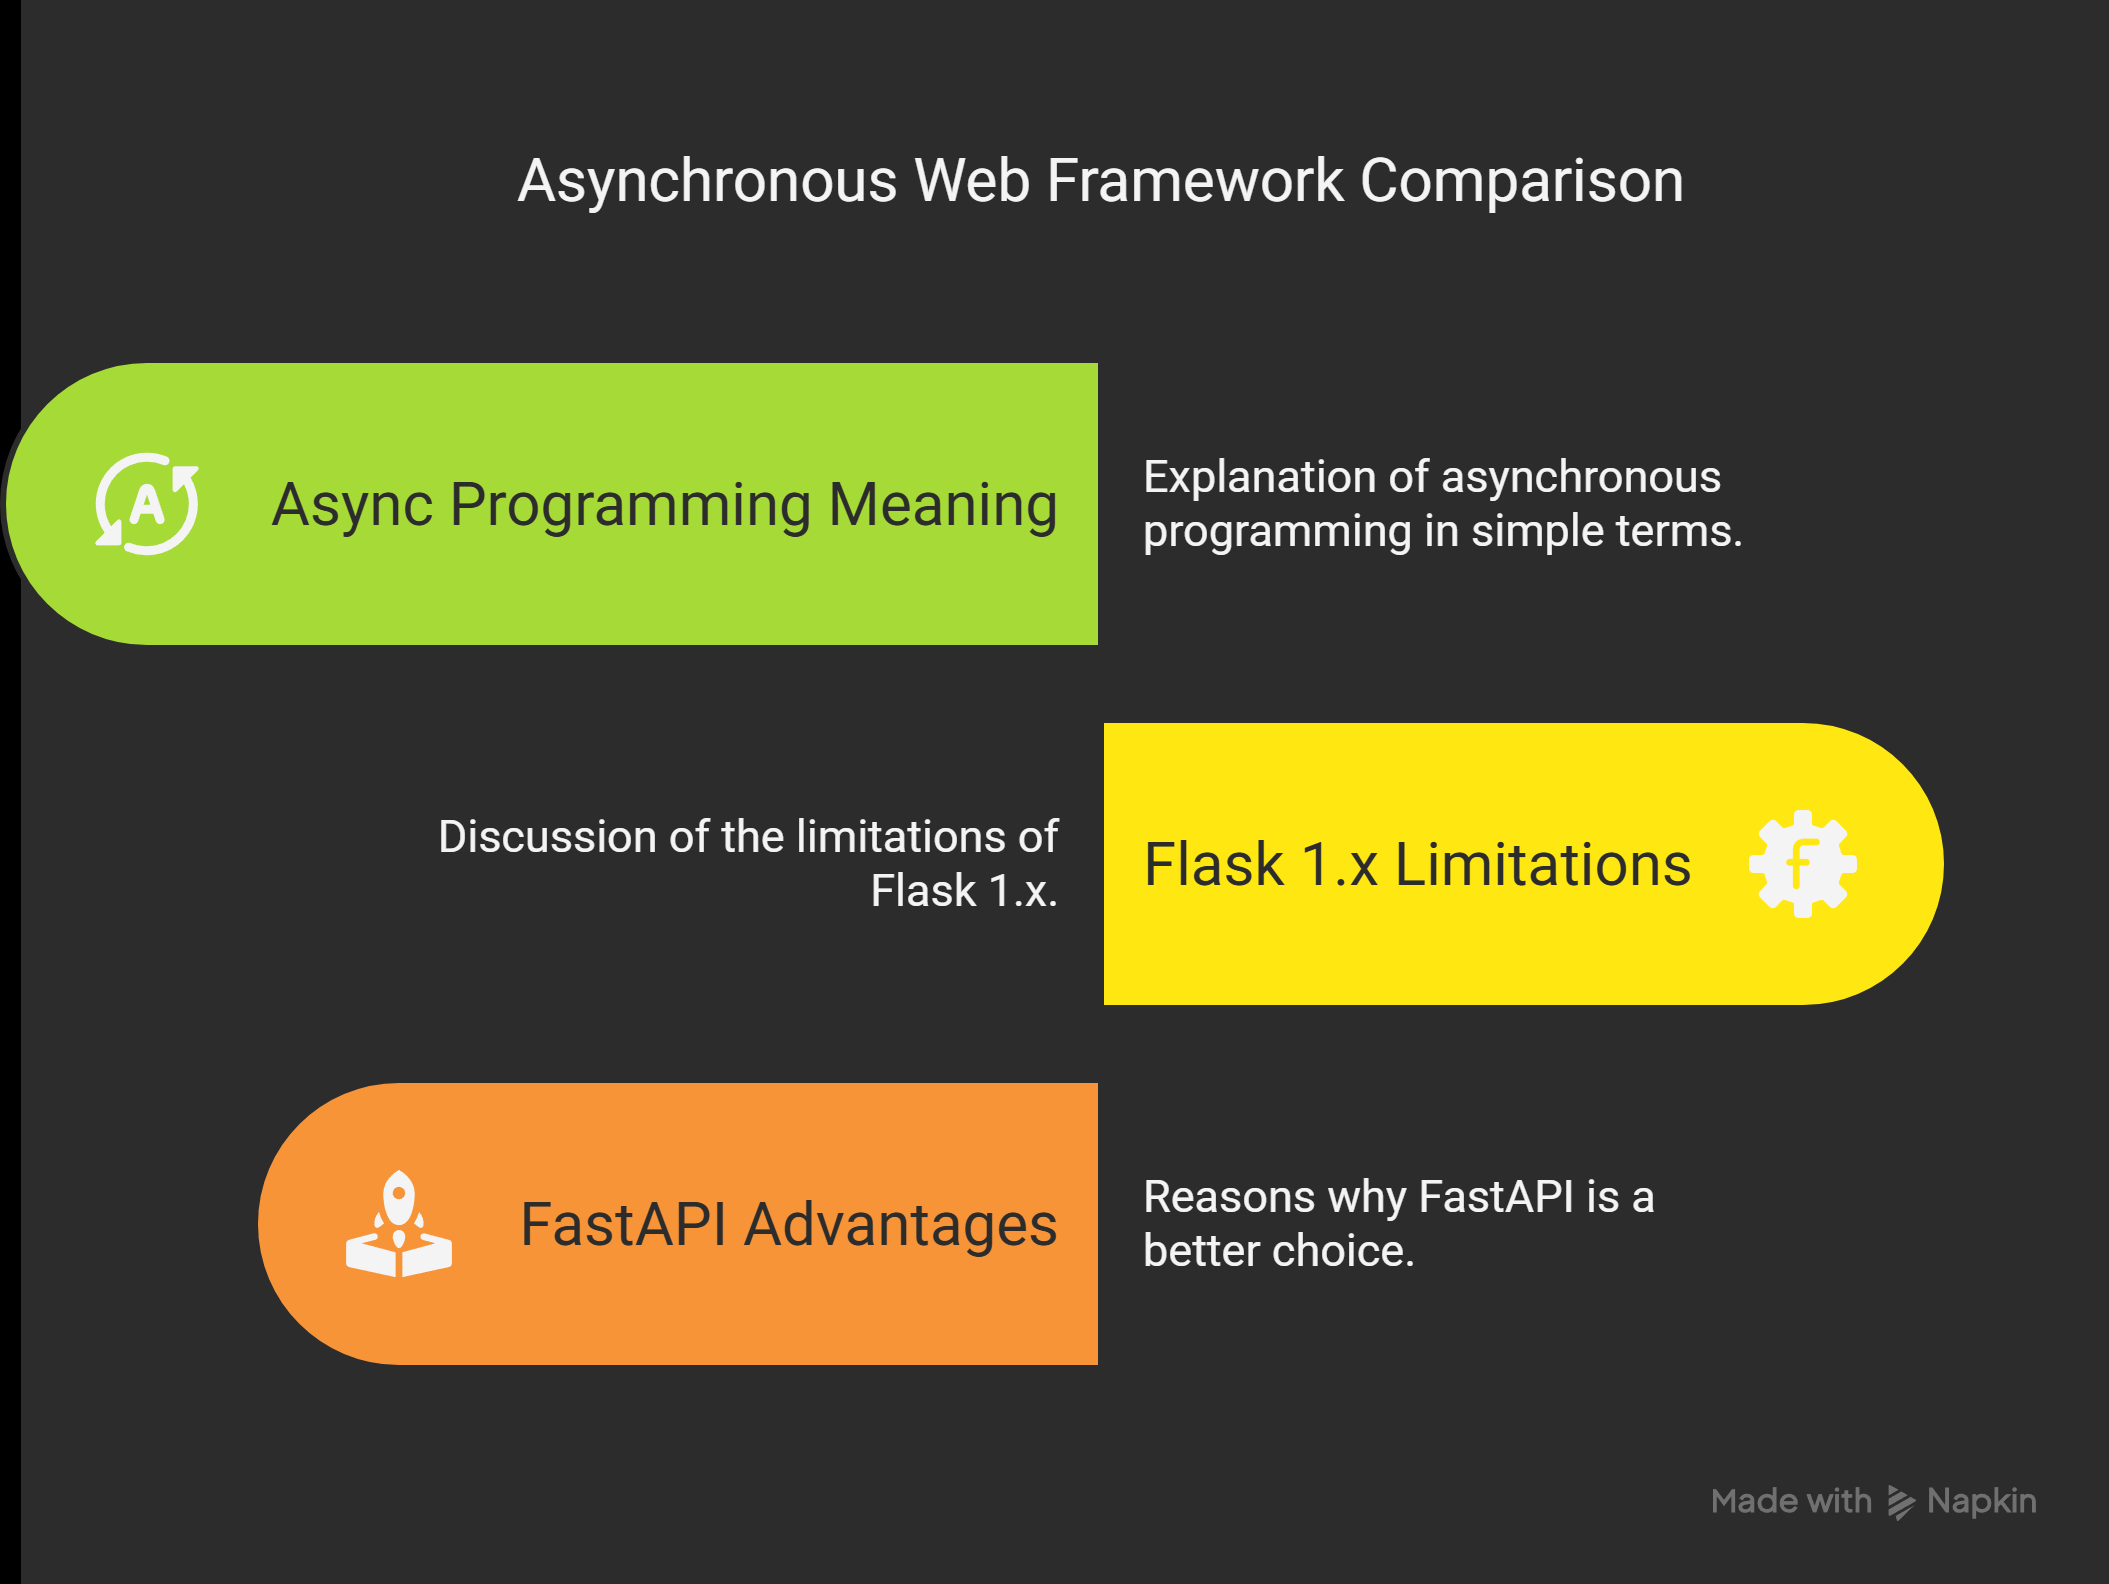 Asynchronous Web Framework Comparison
A
Async Programming Meaning
Explanation of asynchronous
programming in simple terms.
Discussion of the limitations of
Flask 1.x.
Flask 1.x Limitations
f
FastAPI Advantages
Reasons why FastAPI is a
better choice.
Made with Napkin